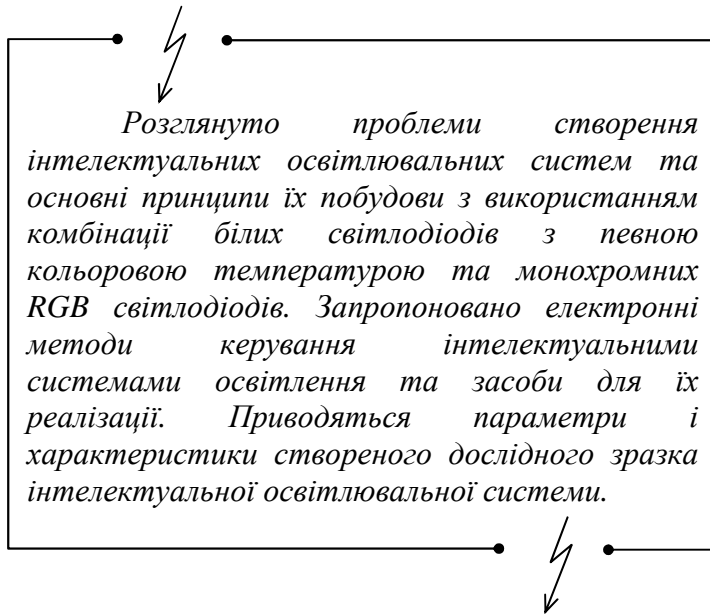 Розглянуто проблеми створення
інтелектуальних освітлювальних систем та
основні принципи їх побудови з використанням
комбінації білих світлодіодів з певною
кольоровою температурою та монохромних
RGB світлодіодів. Запропоновано електронні
методи керування інтелектуальними
системами освітлення та засоби для їх
реалізації. Приводяться параметри і
характеристики створеного дослідного зразка
інтелектуальної освітлювальної системи.